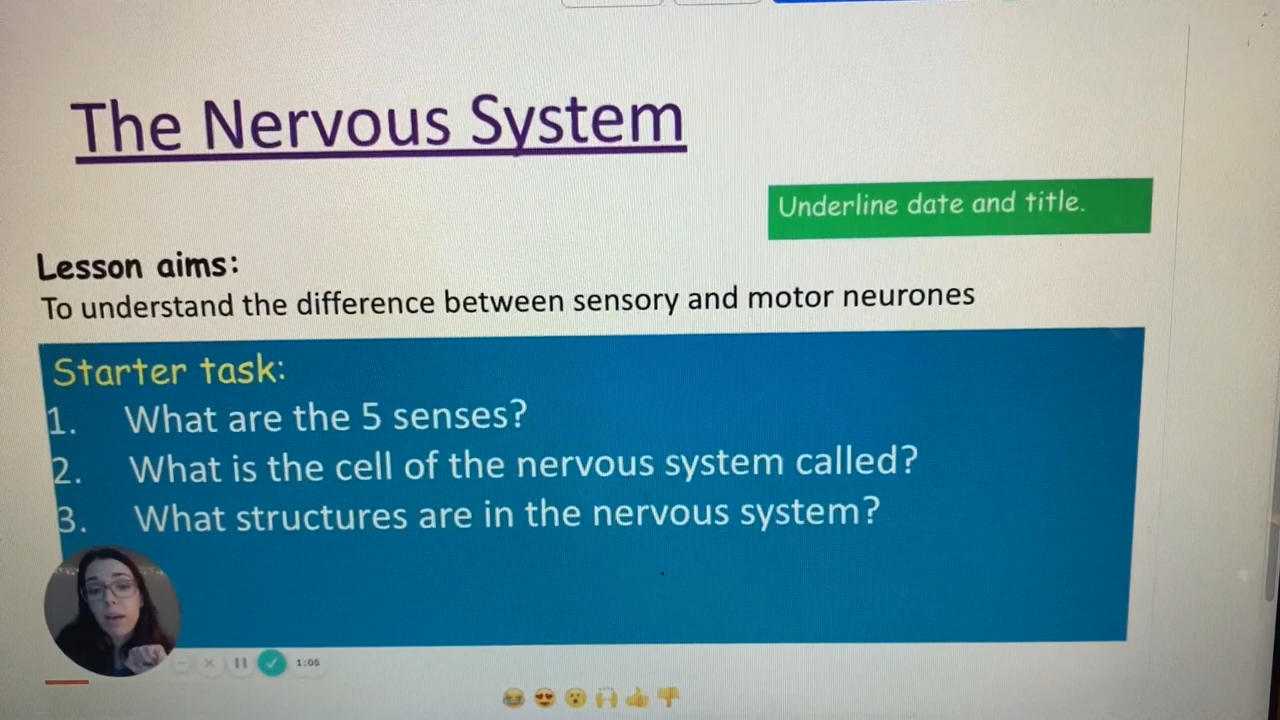 The Nervous System
Underline date and title.
Lesson aims:
To understand the difference between sensory and motor neurones
Starter task:
1. What are the 5 senses?
2. What is the cell of the nervous system called?
3. What structures are in the nervous system?
1:06